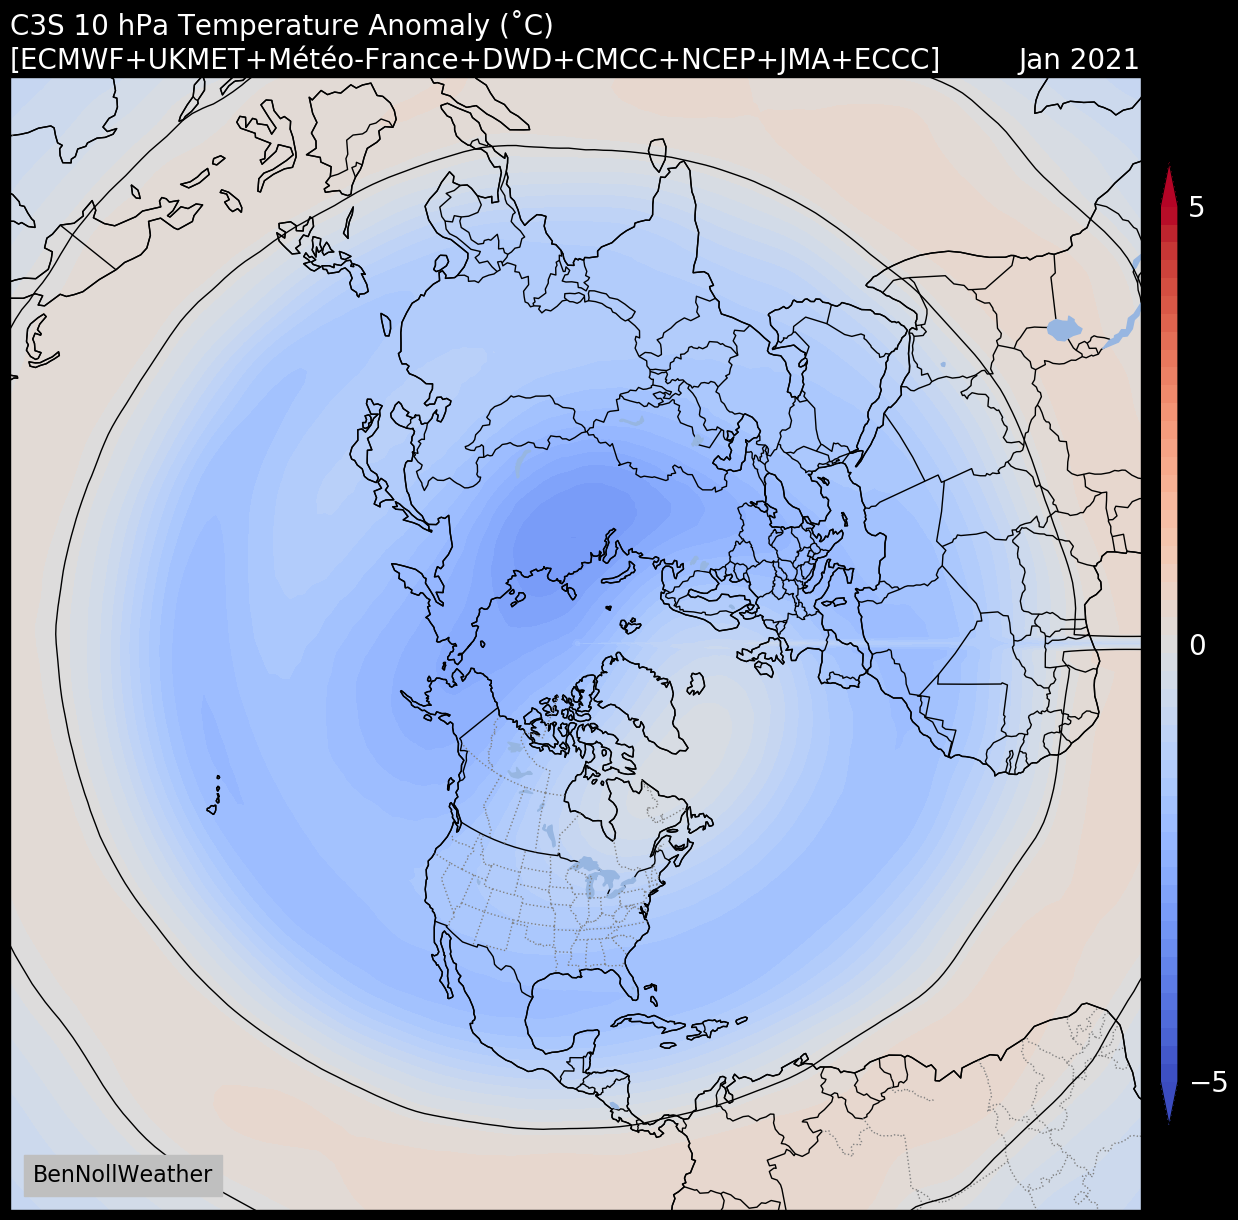 C3S 10 hPa Temperature Anomaly (˚C)
[ECMWF+UKMET+Météo-France+DWD+CMCC+NCEP+JMA+ECCC] Jan 2021
5
0
−5
BenNollWeather